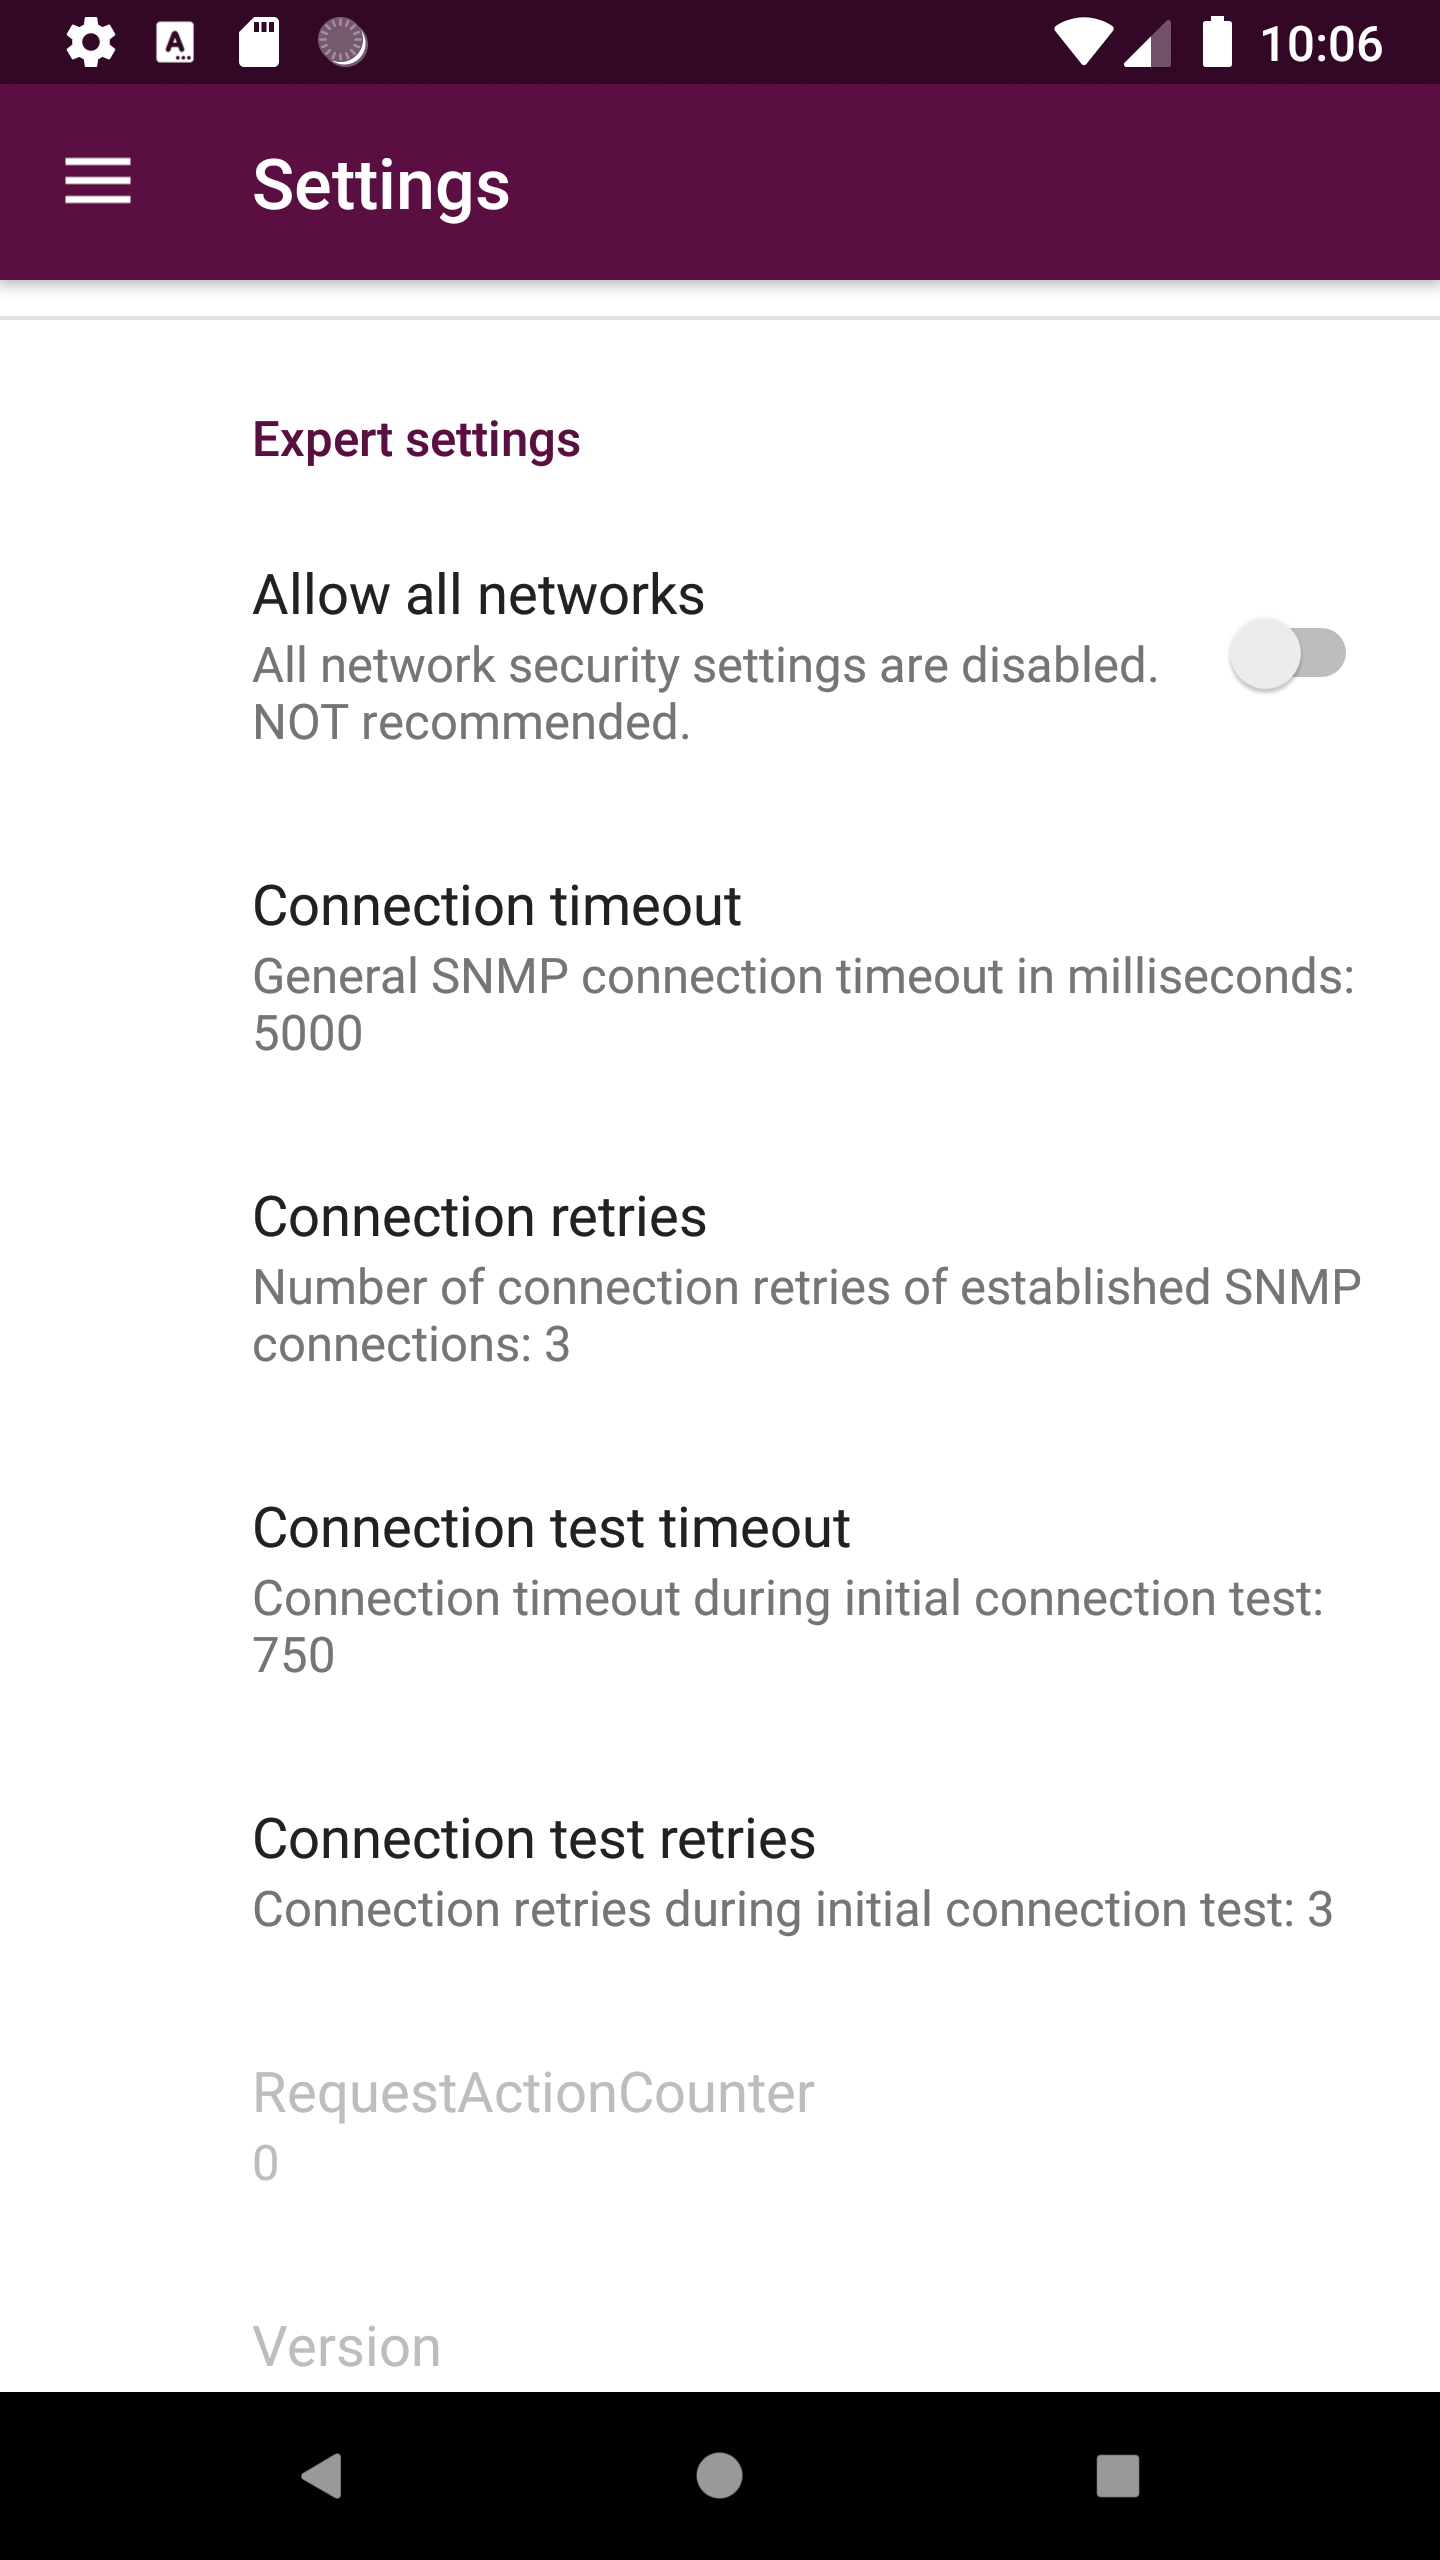 10:06
Settings
Expert settings
Allow all networks
All network security settings are disabled.
NOT recommended.
Connection timeout
General SNMP connection timeout in milliseconds:
5000
Connection retries
Number of connection retries of established SNMP
connections: 3
Connection test timeout
Connection timeout during initial connection test:
750
Connection test retries
Connection retries during initial connection test: 3
RequestActionCounter
0
Version